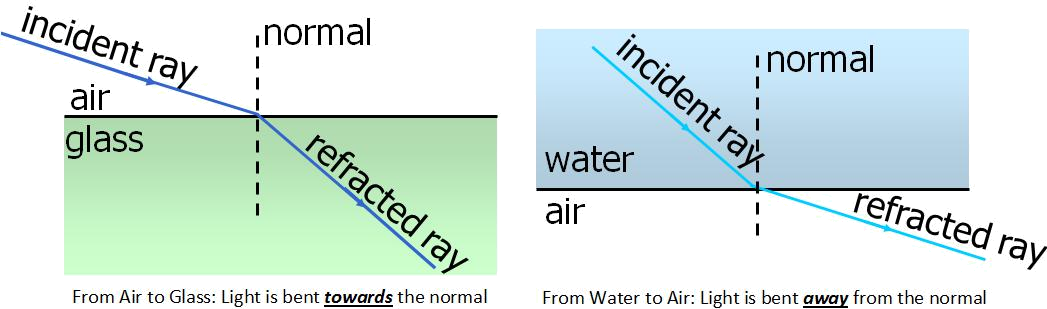 incident ray
normal
air
glass
refracted ray
From Air to Glass: Light is bent towards the normal
incident ray
normal
water
air
refracted ray
From Water to Air: Light is bent away from the normal